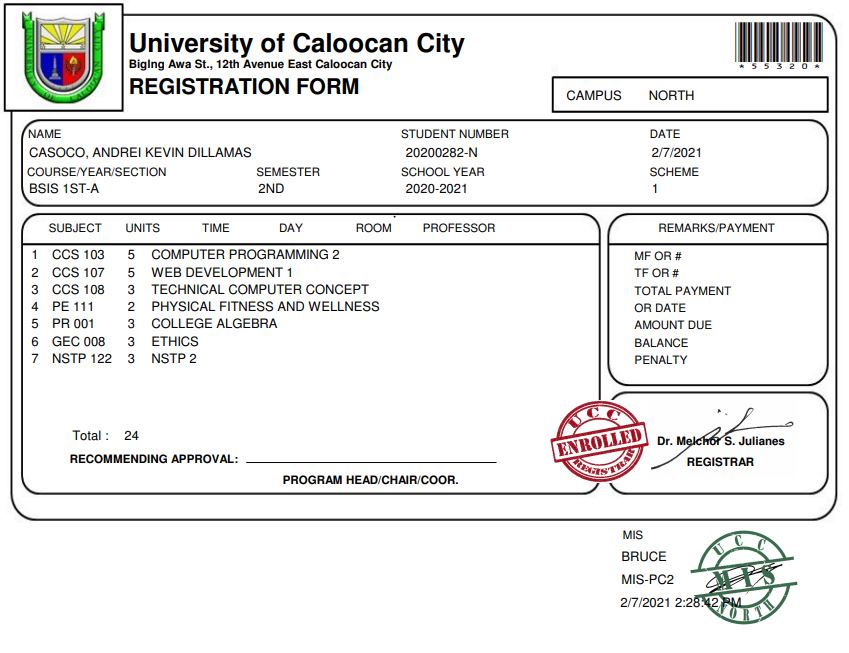 University of Caloocan City
Biglng Awa St., 12th Avenue East Caloocan City
REGISTRATION FORM
*55320*
CAMPUS NORTH
NAME STUDENT NUMBER DATE
CASOCO, ANDREI KEVIN DILLAMAS 20200282-N 2/7/2021
COURSE/YEAR/SECTION SEMESTER SCHOOL YEAR SCHEME
BSIS 1ST-A 2ND 2020-2021 1
SUBJECT UNITS TIME DAY ROOM PROFESSOR
1 CCS 103 5 COMPUTER PROGRAMMING 2
2 CCS 107 5 WEB DEVELOPMENT 1
3 CCS 108 3 TECHNICAL COMPUTER CONCEPT
4 PE 111 2 PHYSICAL FITNESS AND WELLNESS
5 PR 001 3 COLLEGE ALGEBRA
6 GEC 008 3 ETHICS
7 NSTP 122 3 NSTP 2
Total : 24
RECOMMENDING APPROVAL:
PROGRAM HEAD/CHAIR/COOR.
REMARKS/PAYMENT
MF OR #
TF OR #
TOTAL PAYMENT
OR DATE
AMOUNT DUE
BALANCE
PENALTY
UCC
ENROLLED
REGISTRAR
Dr. Melchor S. Julianes
REGISTRAR
MIS
BRUCE
MIS-PC2
2/7/2021 2:28:42 PM
UCC
MIS
NORTH